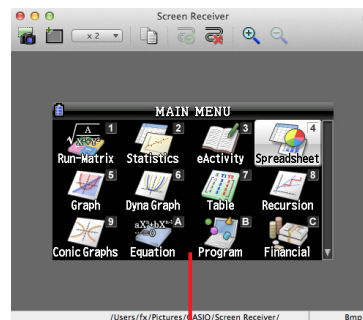 Screen Receiver
x 2
MAIN MENU
1 2 3 4
Run-Matrix Statistics eActivity Spreadsheet
5 6 7 8
Graph Dyna Graph Table Recursion
9 A B C
Conic Graphs Equation Program Financial
/Users/fx/Pictures/CASIO/Screen Receiver/ Bmp